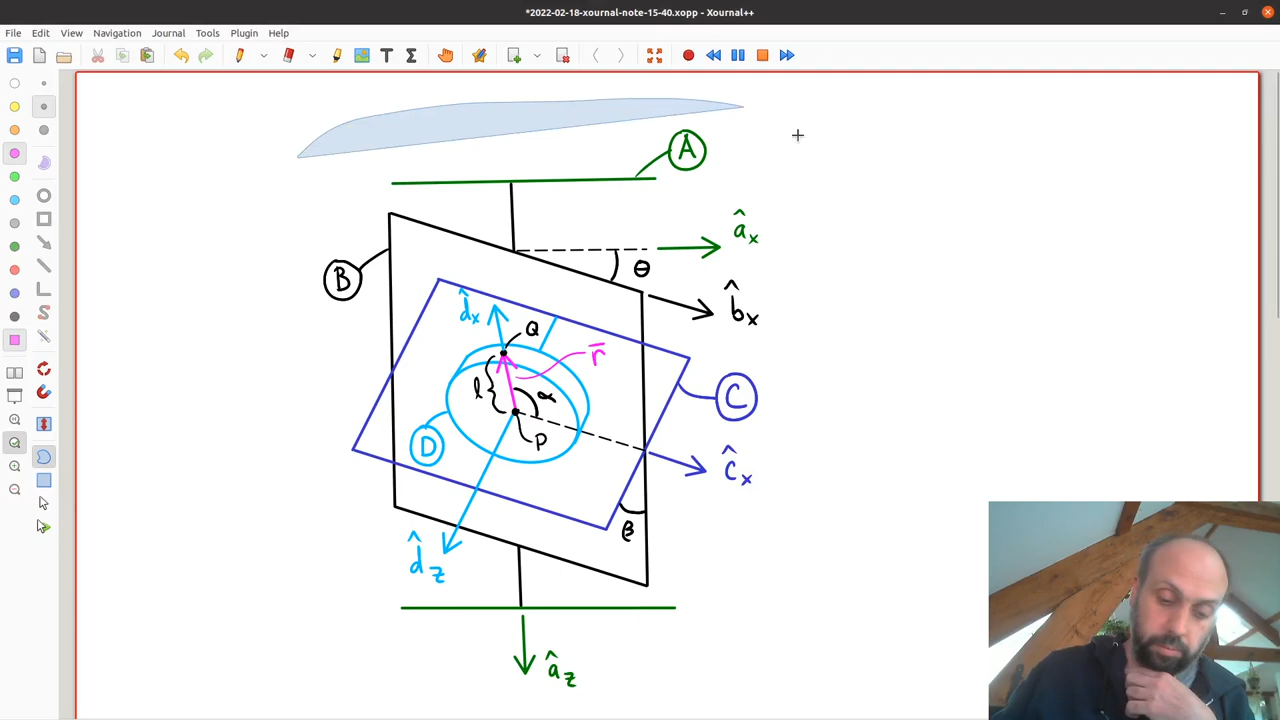 *2022-02-18-xournal-note-15-40.xopp - Xournal++
File Edit View Navigation Journal Tools Plugin Help
A
âₓ
B
θ
b̂ₓ
d̂ₓ
Q
r̄
l
α
C
D
P
ĉₓ
β
d̂z
âz